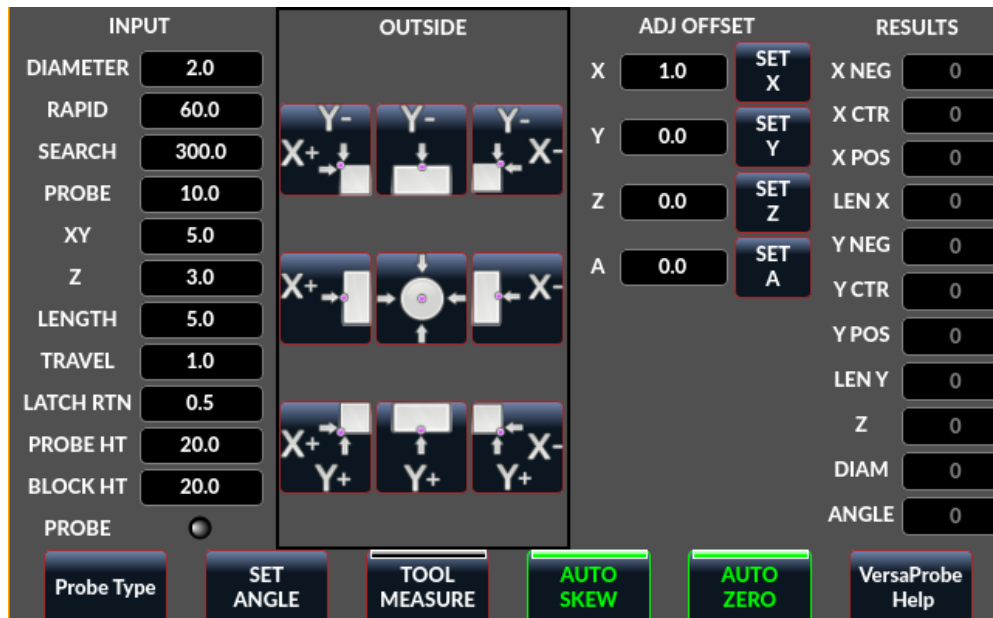 INPUT
DIAMETER 2.0
RAPID 60.0
SEARCH 300.0
PROBE 10.0
XY 5.0
Z 3.0
LENGTH 5.0
TRAVEL 1.0
LATCH RTN 0.5
PROBE HT 20.0
BLOCK HT 20.0
PROBE
OUTSIDE
Y- Y- Y-
X+ X-
X+ X-
X+ X-
Y+ Y+ Y+
ADJ OFFSET
X 1.0 SET X
Y 0.0 SET Y
Z 0.0 SET Z
A 0.0 SET A
RESULTS
X NEG 0
X CTR 0
X POS 0
LEN X 0
Y NEG 0
Y CTR 0
Y POS 0
LEN Y 0
Z 0
DIAM 0
ANGLE 0
Probe Type
SET
ANGLE
TOOL
MEASURE
AUTO
SKEW
AUTO
ZERO
VersaProbe
Help